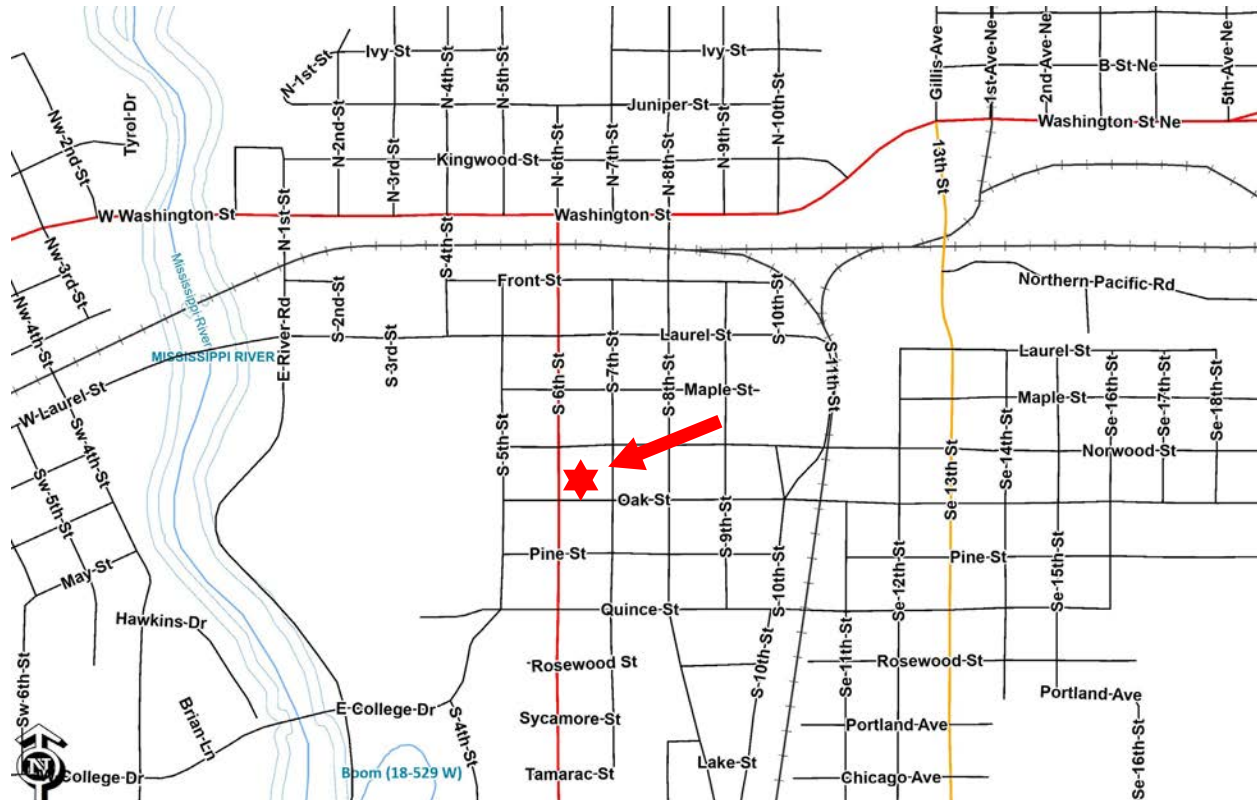 Ivy-St
Ivy-St
N-1st-St
N-4th-St
N-5th-St
Gillis-Ave
1st-Ave-Ne
2nd-Ave-Ne
B-St-Ne
5th-Ave-Ne
Nw-2nd-St
Tyrol-Dr
Juniper-St
N-10th-St
Washington-St-Ne
N-2nd-St
N-3rd-St
Kingwood-St
N-6th-St
N-7th-St
N-8th-St
N-9th-St
13th-St
W-Washington-St
N-1st-St
Washington-St
Nw-3rd-St
Mississippi-River
S-4th-St
Front-St
S-10th-St
Northern-Pacific-Rd
Nw-4th-St
E-River-Rd
S-2nd-St
S-3rd-St
Laurel-St
MISSISSIPPI RIVER
Laurel-St
W-Laurel-St
S-6th-St
S-7th-St
S-8th-St
Maple-St
S-11th-St
Maple-St
Se-16th-St
Se-17th-St
Se-18th-St
Sw-4th-St
S-5th-St
Se-13th-St
Se-14th-St
Norwood-St
Sw-5th-St
Oak-St
S-9th-St
May-St
Pine-St
S-10th-St
Se-12th-St
Pine-St
Se-15th-St
Hawkins-Dr
Quince-St
Sw-6th-St
Rosewood St
S-10th-St
Se-11th-St
Rosewood-St
Brian-Ln
E-College-Dr
S-4th-St
Sycamore-St
Portland-Ave
Portland-Ave
Se-16th-St
N
College-Dr
Boom (18-529 W)
Tamarac-St
Lake-St
Chicago-Ave